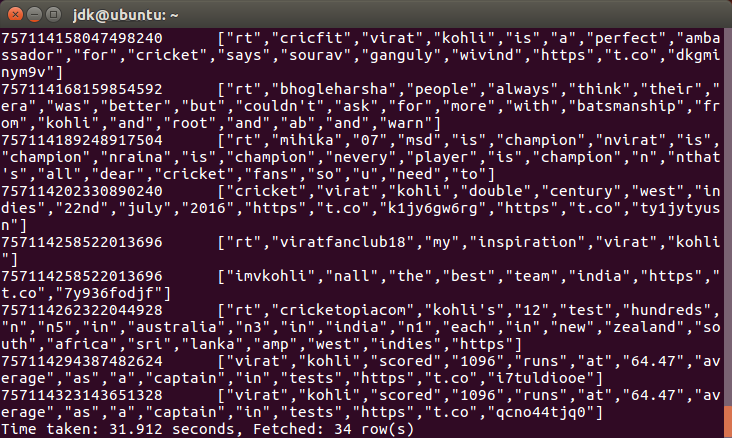 jdk@ubuntu: ~
757114158047498240      ["rt","cricfit","virat","kohli","is","a","perfect","amba
ssador","for","cricket","says","sourav","ganguly","wivind","https","t.co","dkgmi
nym9v"]
757114168159854592      ["rt","bhogleharsha","people","always","think","their","
era","was","better","but","couldn't","ask","for","more","with","batsmanship","fr
om","kohli","and","root","and","ab","and","warn"]
757114189248917504      ["rt","mihika","07","msd","is","champion","nvirat","is",
"champion","nraina","is","champion","nevery","player","is","champion","n","nthat
's","all","dear","cricket","fans","so","u","need","to"]
757114202330890240      ["cricket","virat","kohli","double","century","west","in
dies","22nd","july","2016","https","t.co","k1jy6gw6rg","https","t.co","ty1jytyus
n"]
757114258522013696      ["rt","viratfanclub18","my","inspiration","virat","kohli
"]
757114258522013696      ["imvkohli","nall","the","best","team","india","https","
t.co","7y936fodjf"]
757114262322044928      ["rt","cricketopiacom","kohli's","12","test","hundreds",
"n","n5","in","australia","n3","in","india","n1","each","in","new","zealand","so
uth","africa","sri","lanka","amp","west","indies","https"]
757114294387482624      ["virat","kohli","scored","1096","runs","at","64.47","av
erage","as","a","captain","in","tests","https","t.co","i7tuldiooe"]
757114323143651328      ["virat","kohli","scored","1096","runs","at","64.47","av
erage","as","a","captain","in","tests","https","t.co","qcno44tjq0"]
Time taken: 31.912 seconds, Fetched: 34 row(s)